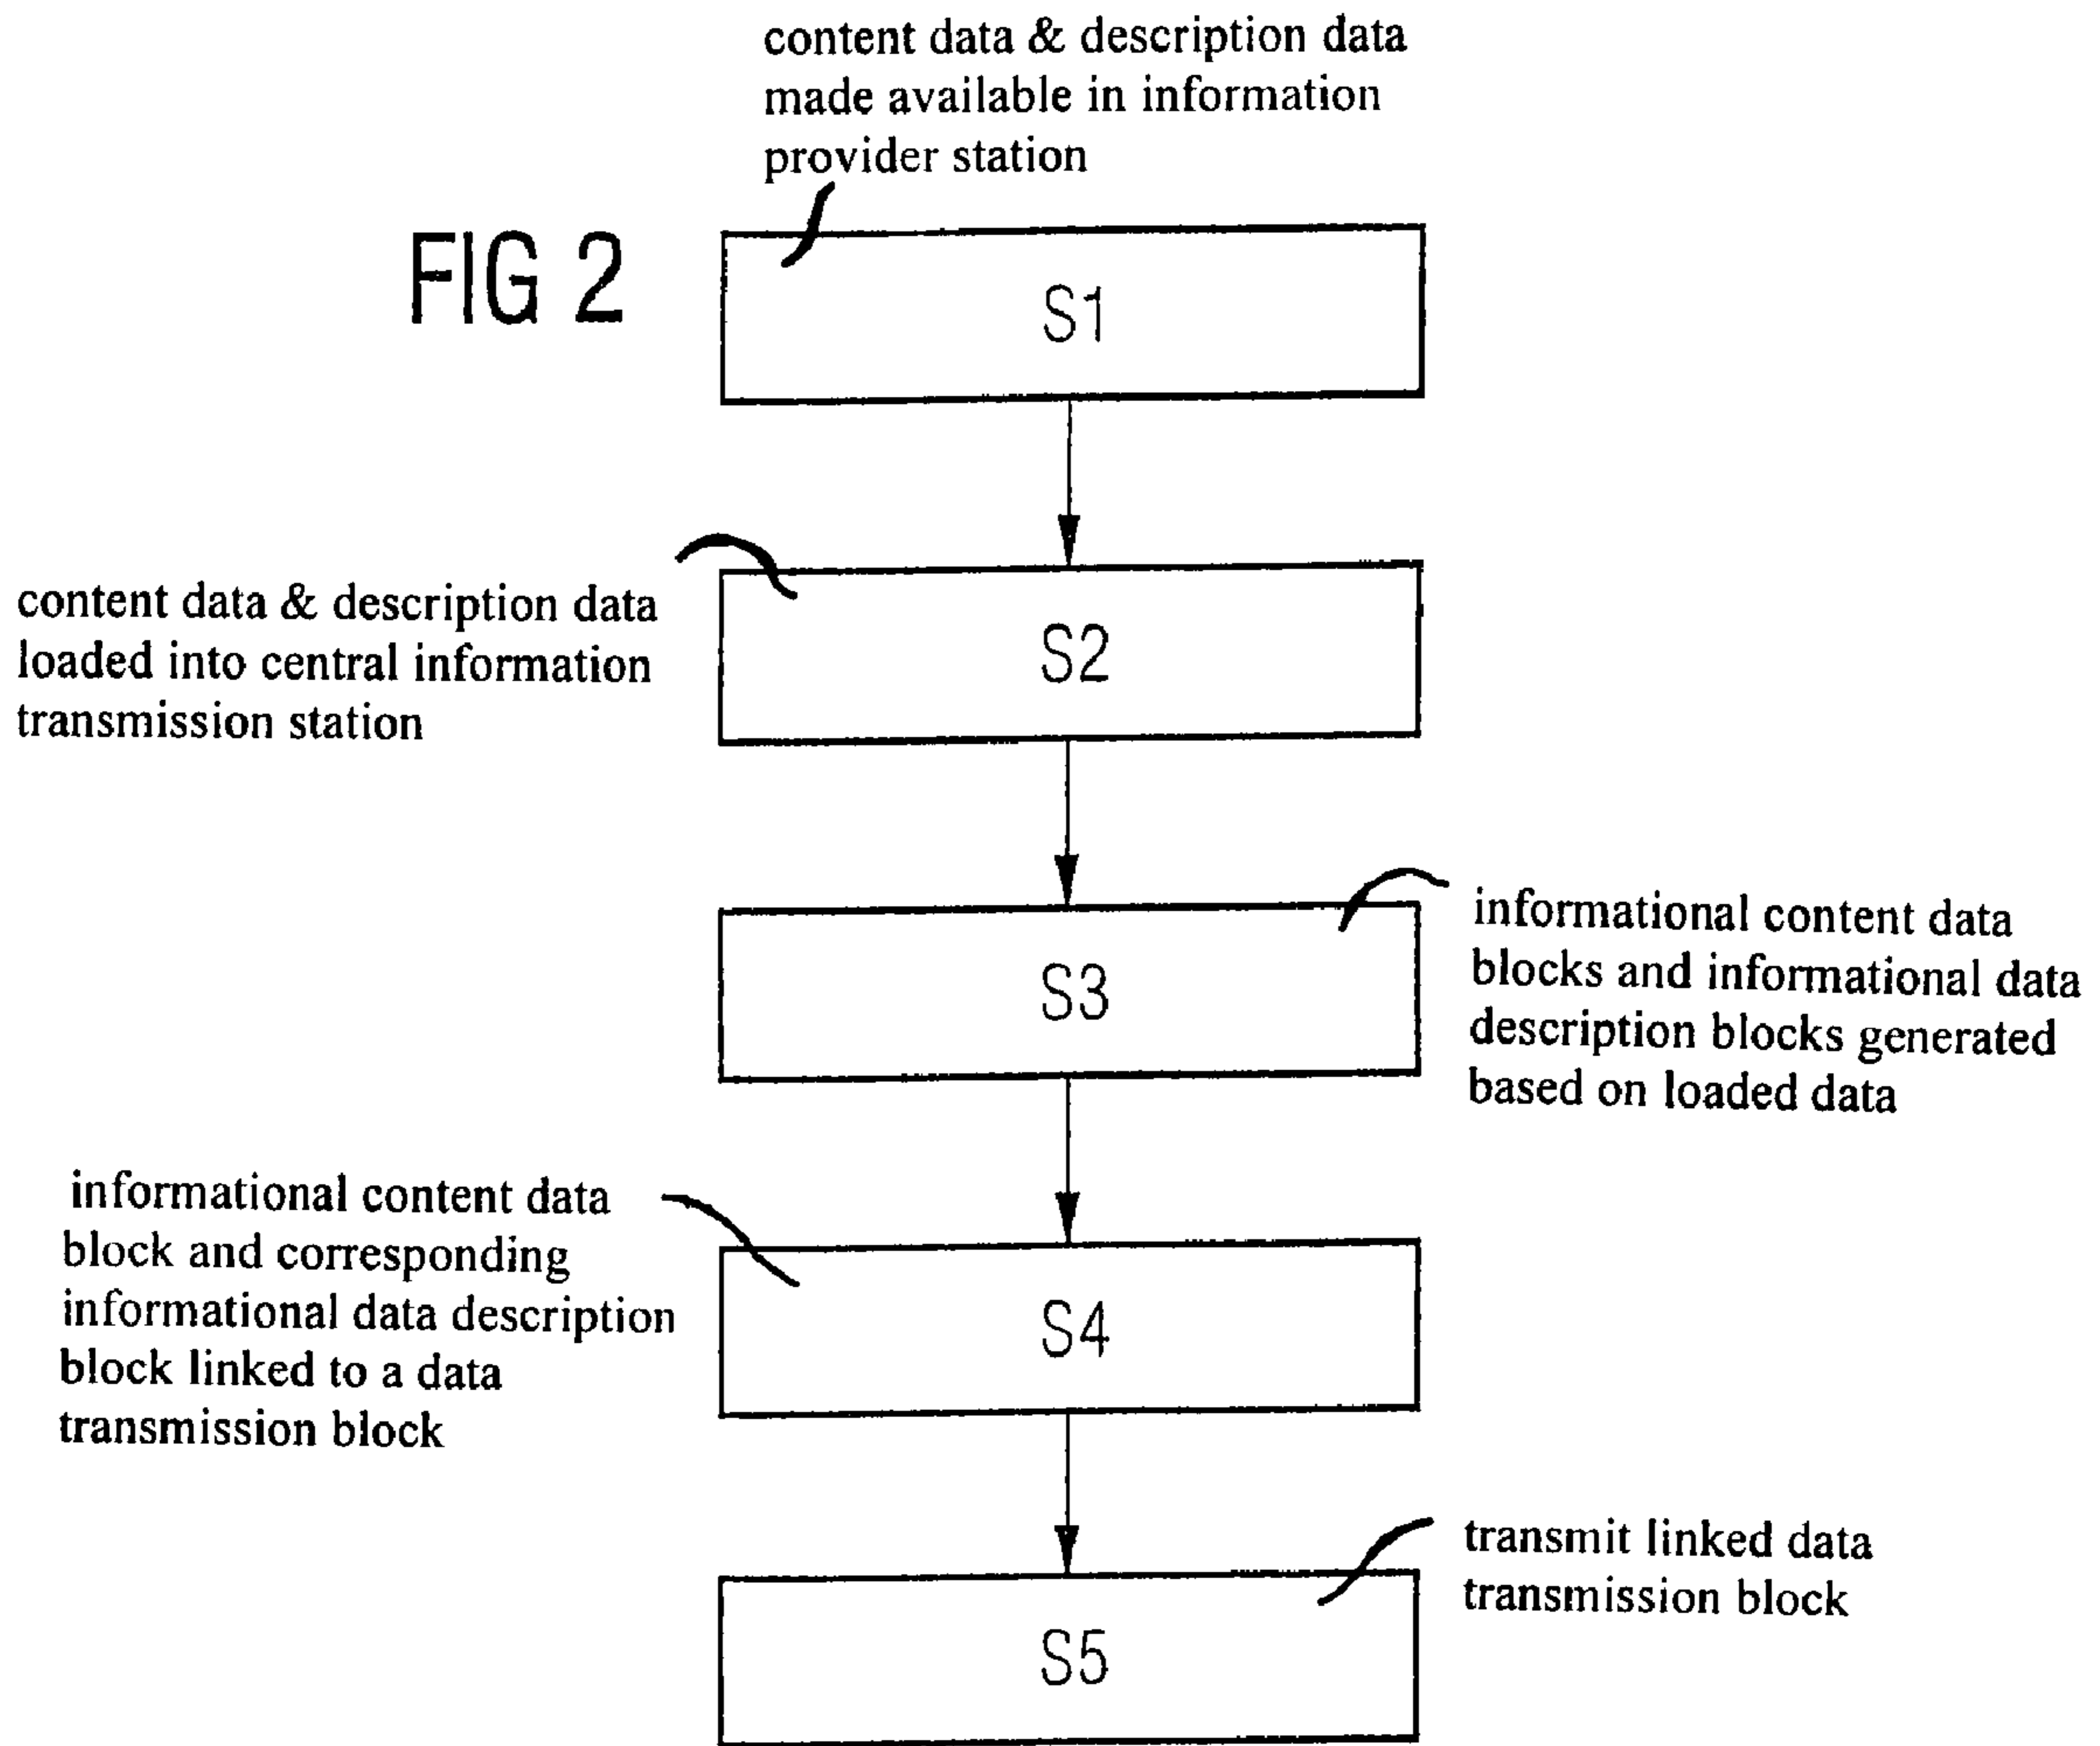 content data & description data
made available in information
provider station
FIG 2
S1
content data & description data
loaded into central information
transmission station
S2
S3
informational content data
blocks and informational data
description blocks generated
based on loaded data
informational content data
block and corresponding
informational data description
block linked to a data
transmission block
S4
transmit linked data
transmission block
S5